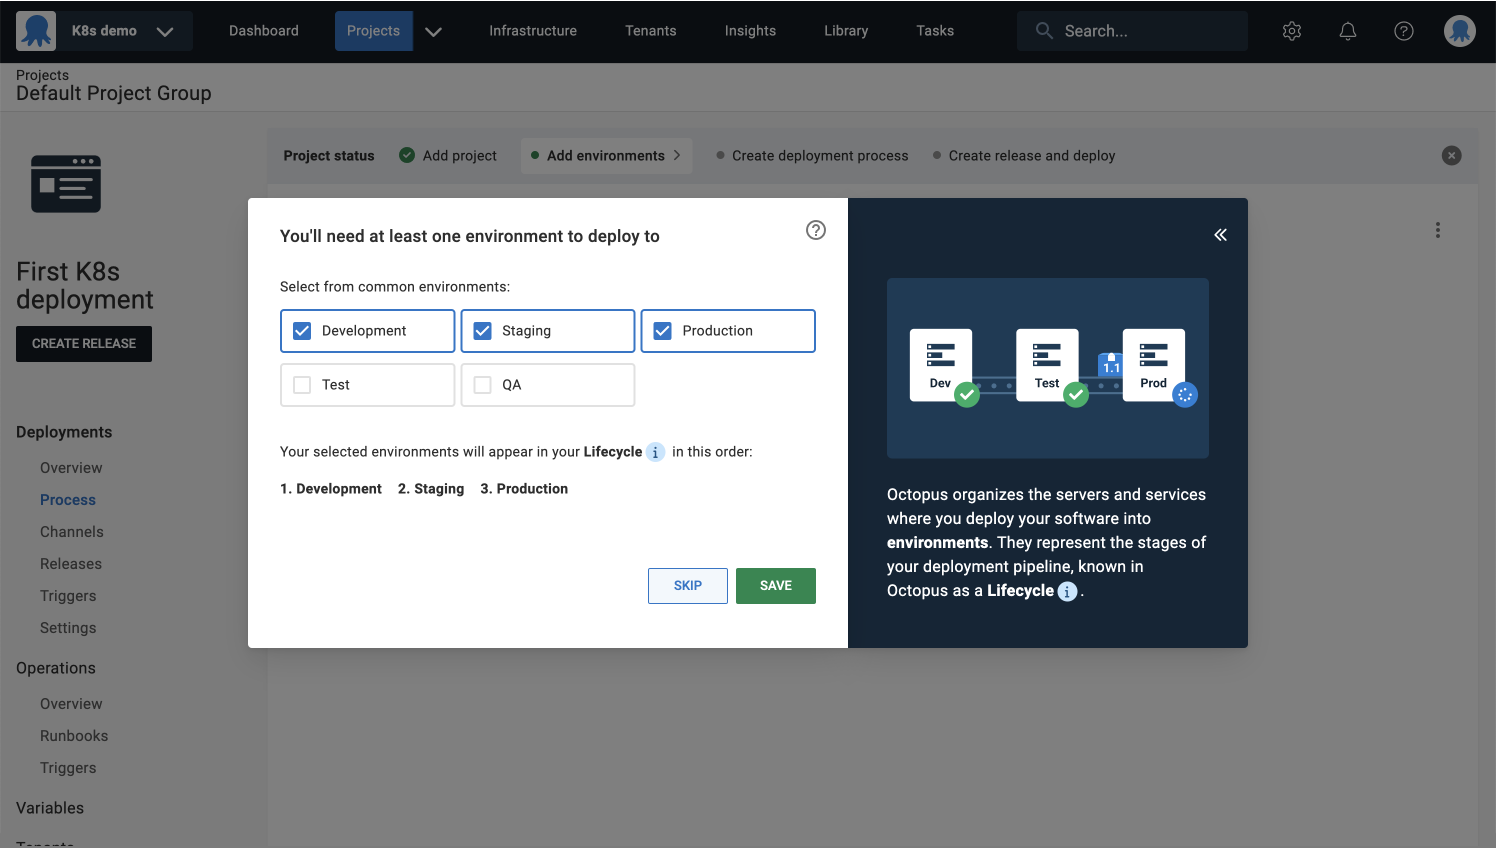 K8s demo
Dashboard
Projects
Infrastructure
Tenants
Insights
Library
Tasks
Search...
Projects
Default Project Group
Project status
Add project
Add environments
Create deployment process
Create release and deploy
First K8s
deployment
CREATE RELEASE
Deployments
Overview
Process
Channels
Releases
Triggers
Settings
Operations
Overview
Runbooks
Triggers
Variables
Tenants
You'll need at least one environment to deploy to
Select from common environments:
Development
Staging
Production
Test
QA
Your selected environments will appear in your Lifecycle i in this order:
1. Development 2. Staging 3. Production
SKIP
SAVE
Dev
Test
1.1
Prod
Octopus organizes the servers and services
where you deploy your software into
environments. They represent the stages of
your deployment pipeline, known in
Octopus as a Lifecycle i .